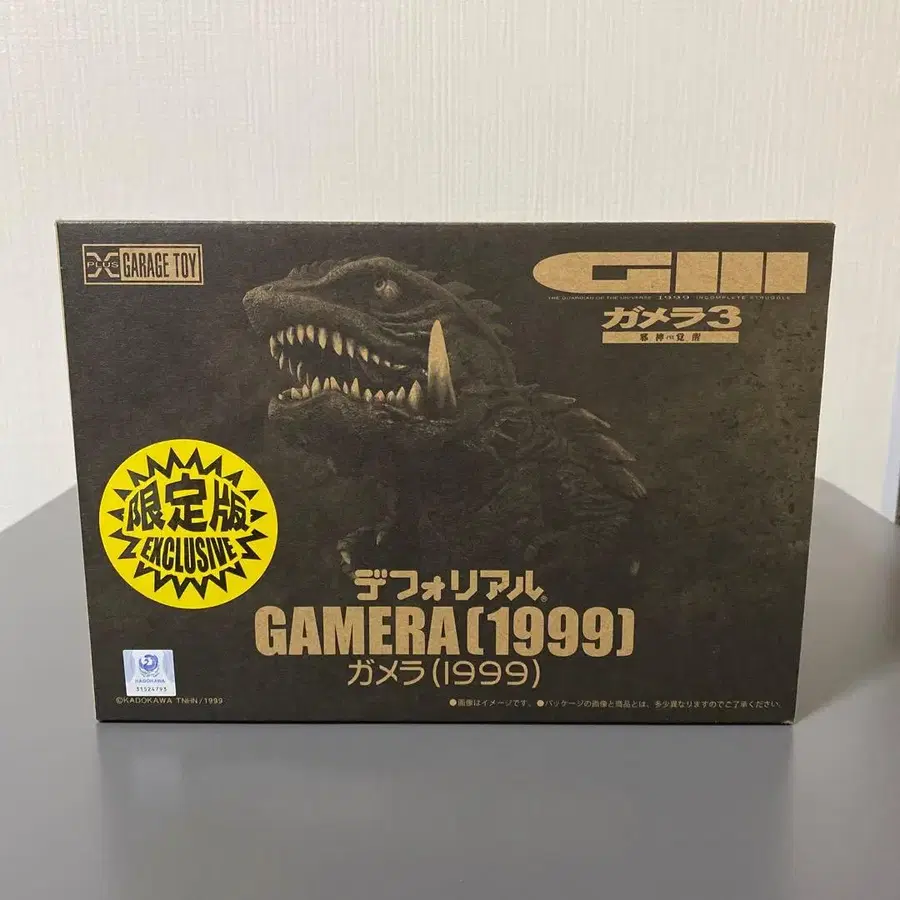 X PLUS GARAGE TOY
GIII
THE GUARDIAN OF THE UNIVERSE 1999 INCOMPLETE STRUGGLE
ガメラ3
邪神 覚醒
限定版
EXCLUSIVE
デフォリアル®
GAMERA(1999)
ガメラ(1999)
KADOKAWA
31524793
©KADOKAWA TNHN/1999
●画像はイメージです。●パッケージの画像と商品とは、多少異なりますのでご了承ください。